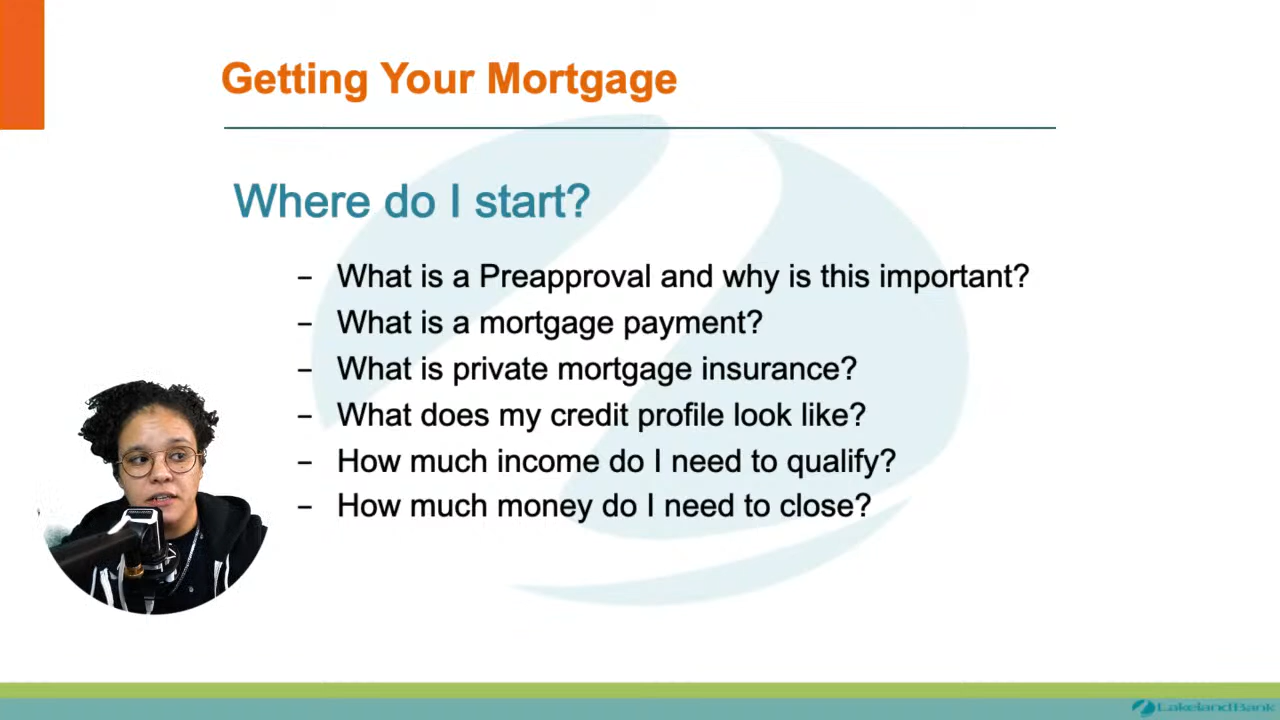 Getting Your Mortgage
Where do I start?
– What is a Preapproval and why is this important?
– What is a mortgage payment?
– What is private mortgage insurance?
– What does my credit profile look like?
– How much income do I need to qualify?
– How much money do I need to close?
LakelandBank